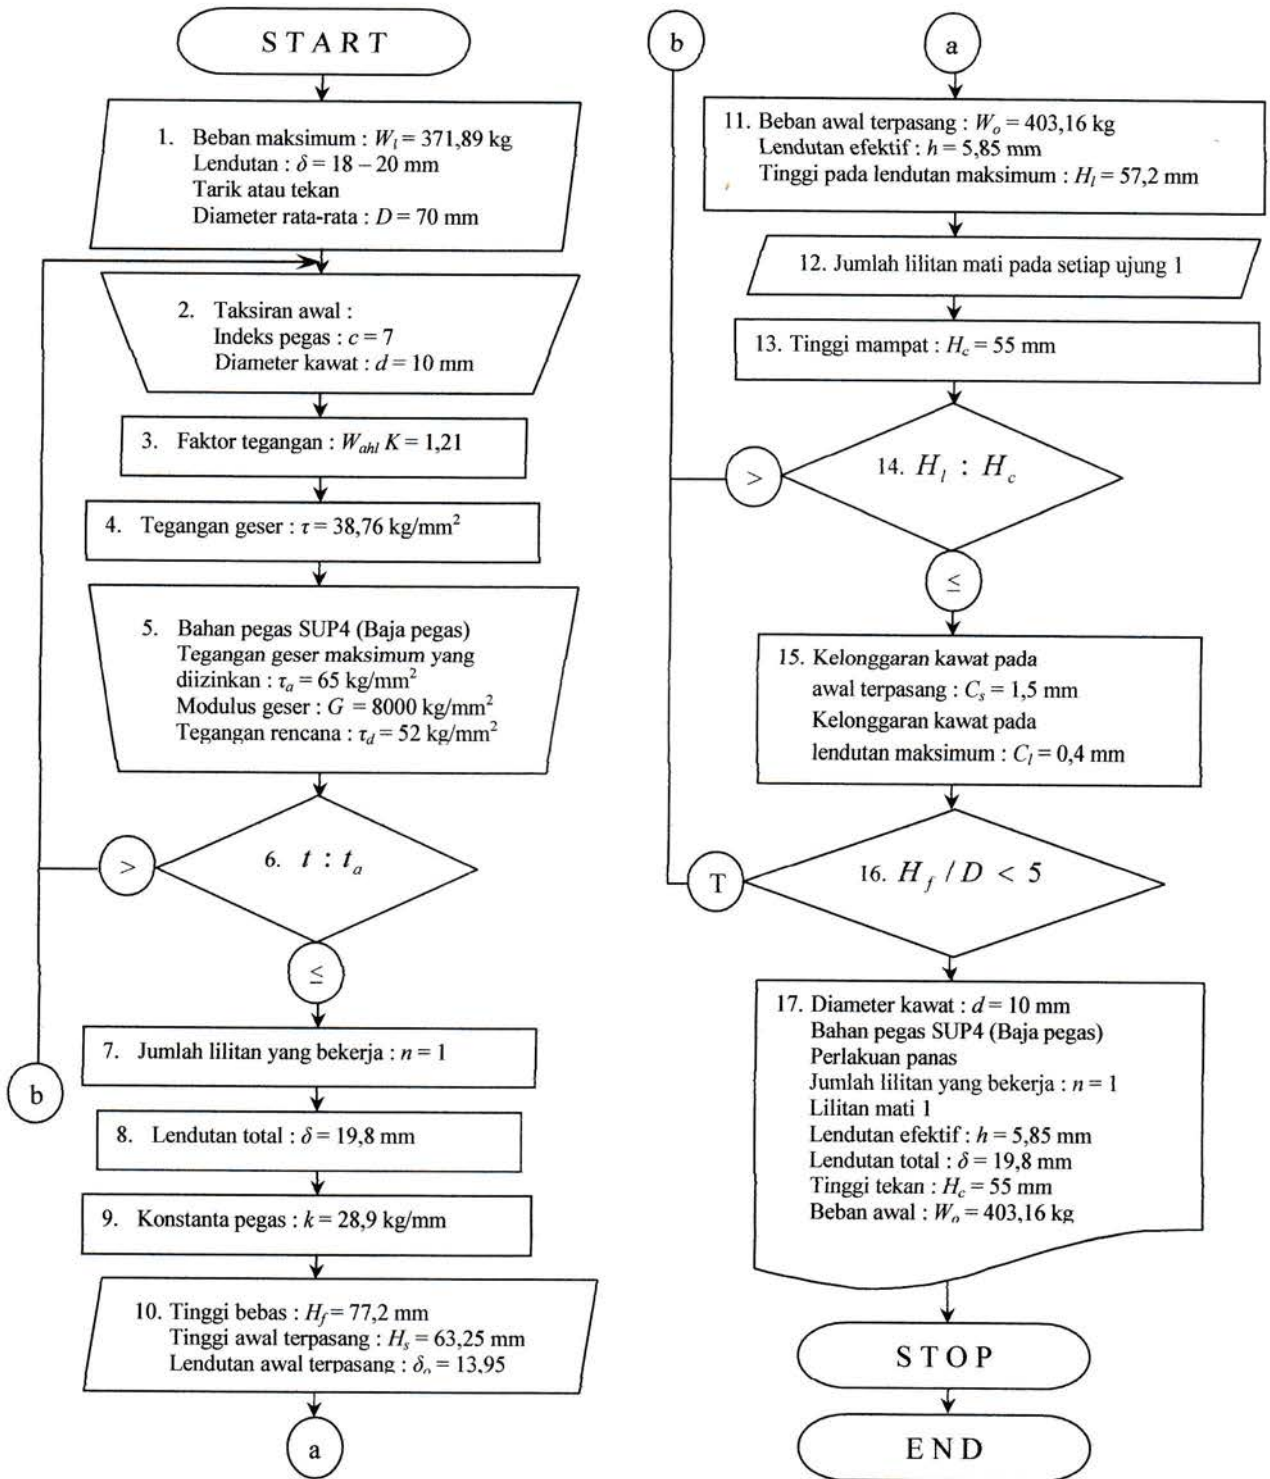 START
1. Beban maksimum : W_l = 371,89 kg
Lendutan : δ = 18 – 20 mm
Tarik atau tekan
Diameter rata-rata : D = 70 mm
2. Taksiran awal :
Indeks pegas : c = 7
Diameter kawat : d = 10 mm
3. Faktor tegangan : W_ahl K = 1,21
4. Tegangan geser : τ = 38,76 kg/mm²
5. Bahan pegas SUP4 (Baja pegas)
Tegangan geser maksimum yang
diizinkan : τ_a = 65 kg/mm²
Modulus geser : G = 8000 kg/mm²
Tegangan rencana : τ_d = 52 kg/mm²
6. t : t_a
>
≤
7. Jumlah lilitan yang bekerja : n = 1
b
8. Lendutan total : δ = 19,8 mm
9. Konstanta pegas : k = 28,9 kg/mm
10. Tinggi bebas : H_f = 77,2 mm
Tinggi awal terpasang : H_s = 63,25 mm
Lendutan awal terpasang : δ_o = 13,95
a
b
a
11. Beban awal terpasang : W_o = 403,16 kg
Lendutan efektif : h = 5,85 mm
Tinggi pada lendutan maksimum : H_l = 57,2 mm
12. Jumlah lilitan mati pada setiap ujung 1
13. Tinggi mampat : H_c = 55 mm
14. H_l : H_c
>
≤
15. Kelonggaran kawat pada
awal terpasang : C_s = 1,5 mm
Kelonggaran kawat pada
lendutan maksimum : C_l = 0,4 mm
16. H_f / D < 5
T
17. Diameter kawat : d = 10 mm
Bahan pegas SUP4 (Baja pegas)
Perlakuan panas
Jumlah lilitan yang bekerja : n = 1
Lilitan mati 1
Lendutan efektif : h = 5,85 mm
Lendutan total : δ = 19,8 mm
Tinggi tekan : H_c = 55 mm
Beban awal : W_o = 403,16 kg
STOP
END